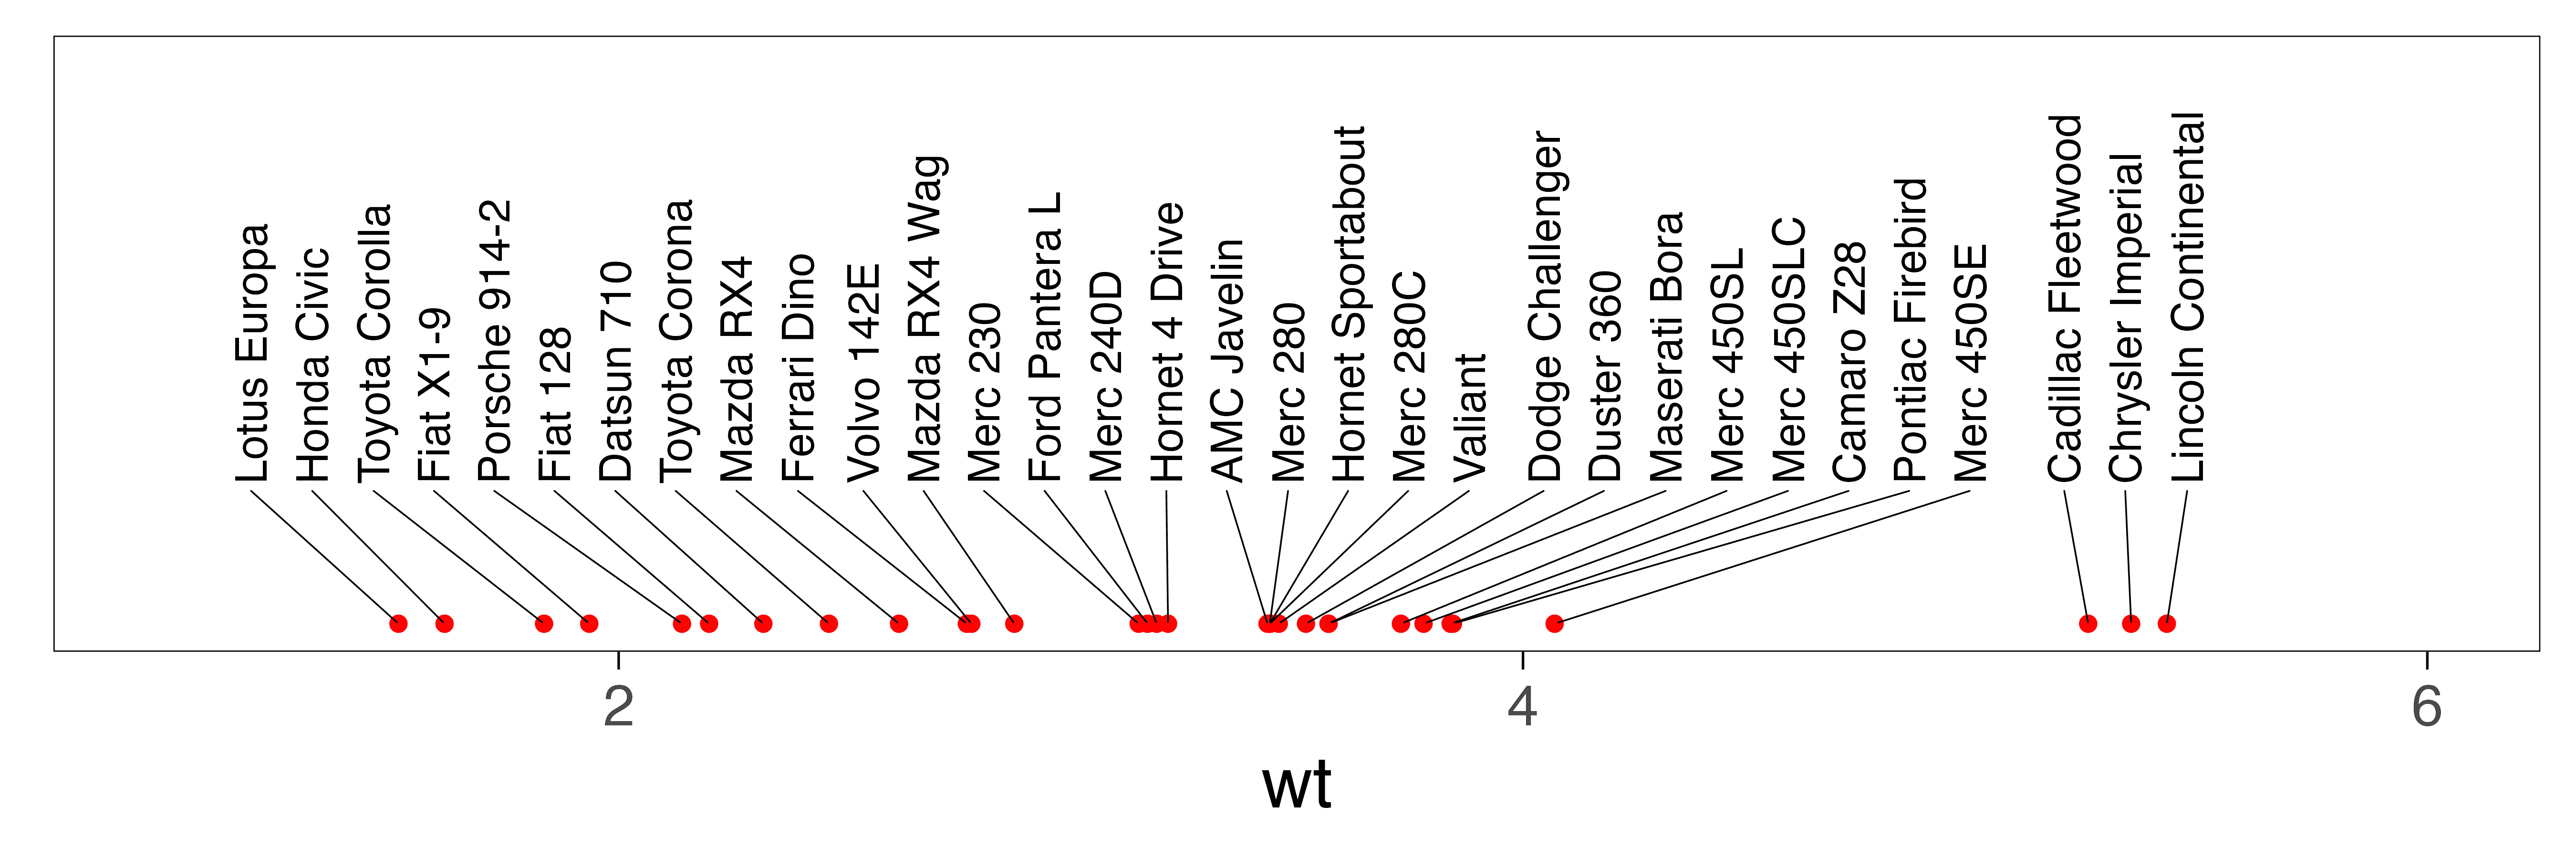 Lotus Europa
Honda Civic
Toyota Corolla
Fiat X1-9
Porsche 914-2
Fiat 128
Datsun 710
Toyota Corona
Mazda RX4
Ferrari Dino
Volvo 142E
Mazda RX4 Wag
Merc 230
Ford Pantera L
Merc 240D
Hornet 4 Drive
AMC Javelin
Merc 280
Hornet Sportabout
Merc 280C
Valiant
Dodge Challenger
Duster 360
Maserati Bora
Merc 450SL
Merc 450SLC
Camaro Z28
Pontiac Firebird
Merc 450SE
Cadillac Fleetwood
Chrysler Imperial
Lincoln Continental
2 4 6
wt